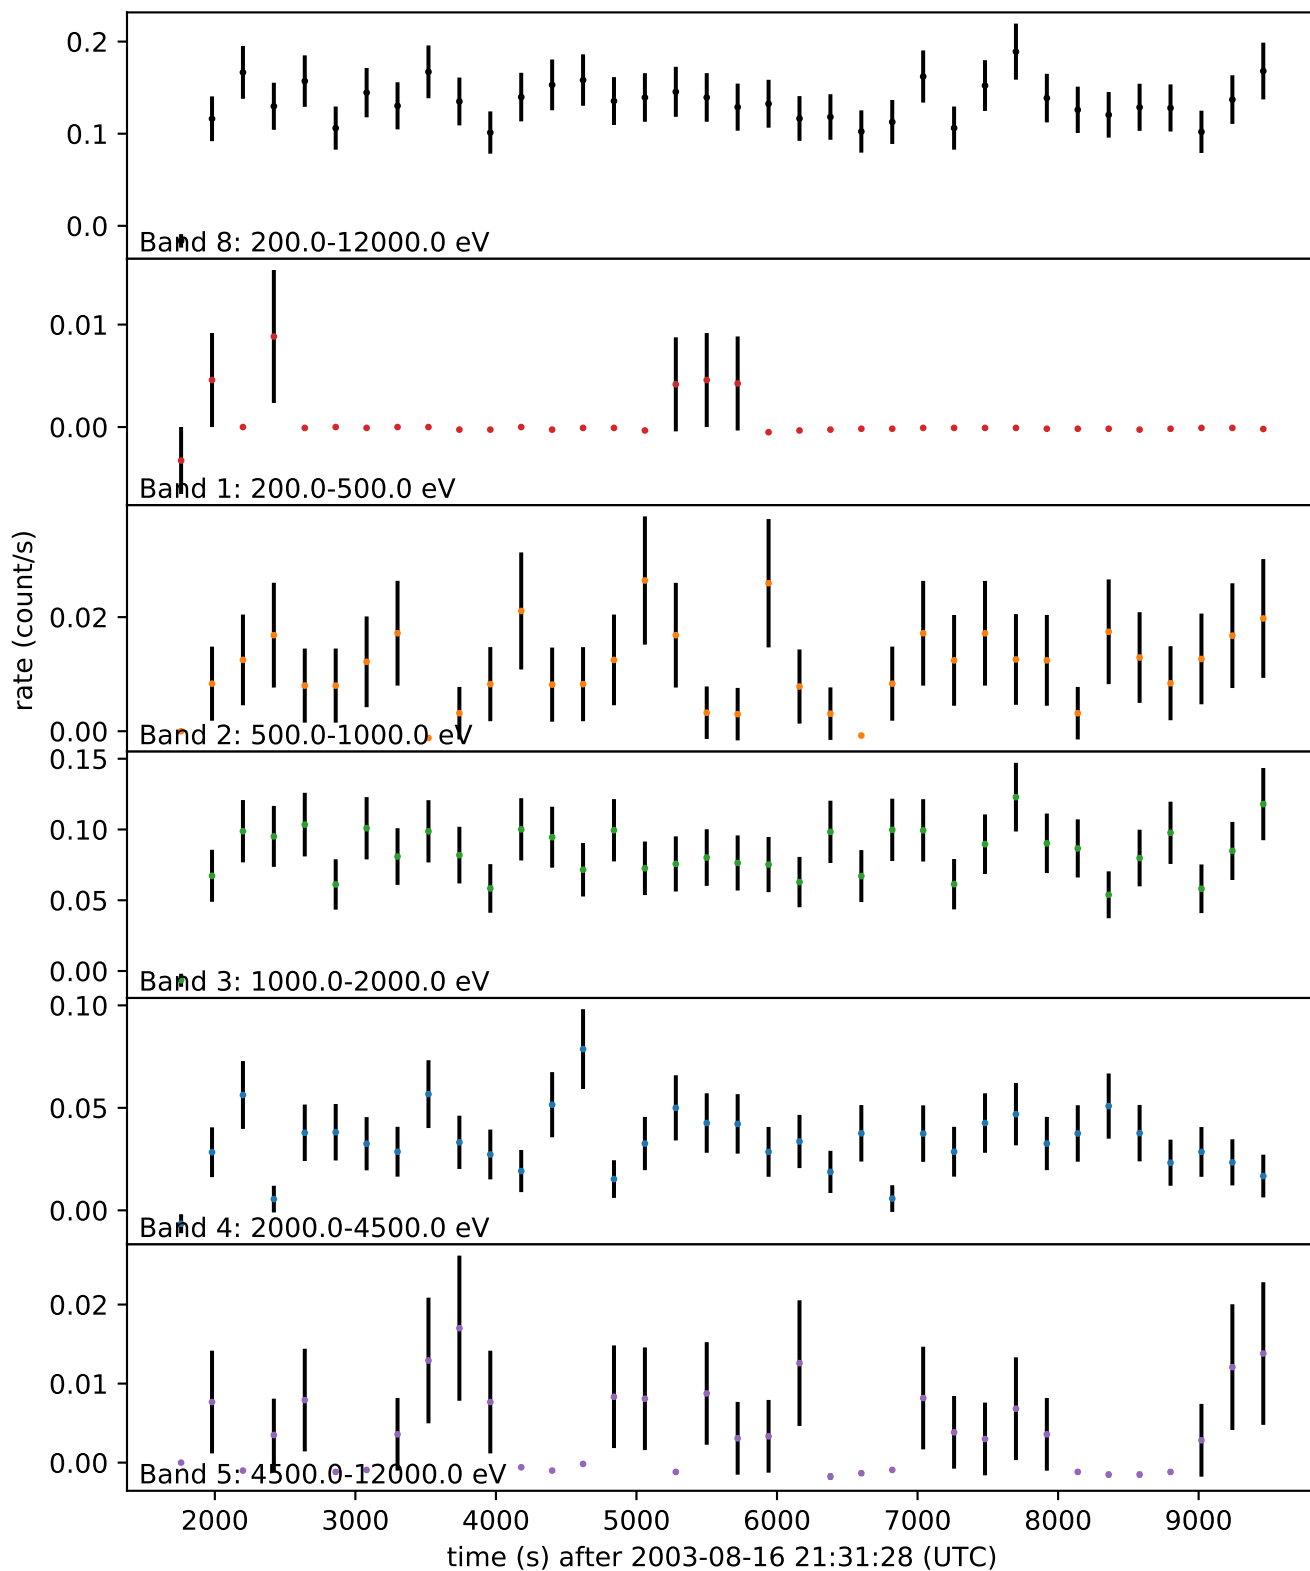 0.2
0.1
0.0
Band 8: 200.0-12000.0 eV
0.01
0.00
Band 1: 200.0-500.0 eV
rate (count/s)
0.02
0.00
Band 2: 500.0-1000.0 eV
0.15
0.10
0.05
0.00
Band 3: 1000.0-2000.0 eV
0.10
0.05
0.00
Band 4: 2000.0-4500.0 eV
0.02
0.01
0.00
Band 5: 4500.0-12000.0 eV
2000 3000 4000 5000 6000 7000 8000 9000
time (s) after 2003-08-16 21:31:28 (UTC)